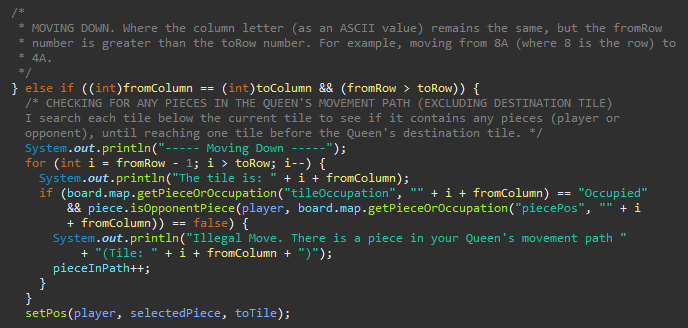 /*
* MOVING DOWN. Where the column letter (as an ASCII value) remains the same, but the fromRow
* number is greater than the toRow number. For example, moving from 8A (where 8 is the row) to
* 4A.
*/
} else if ((int)fromColumn == (int)toColumn && (fromRow > toRow)) {
/* CHECKING FOR ANY PIECES IN THE QUEEN'S MOVEMENT PATH (EXCLUDING DESTINATION TILE)
I search each tile below the current tile to see if it contains any pieces (player or
opponent), until reaching one tile before the Queen's destination tile. */
System.out.println("----- Moving Down -----");
for (int i = fromRow - 1; i > toRow; i--) {
System.out.println("The tile is: " + i + fromColumn);
if (board.map.getPieceOrOccupation("tileOccupation", "" + i + fromColumn) == "Occupied"
&& piece.isOpponentPiece(player, board.map.getPieceOrOccupation("piecePos", "" + i
+ fromColumn)) == false) {
System.out.println("Illegal Move. There is a piece in your Queen's movement path "
+ "(Tile: " + i + fromColumn + ")");
pieceInPath++;
}
}
setPos(player, selectedPiece, toTile);